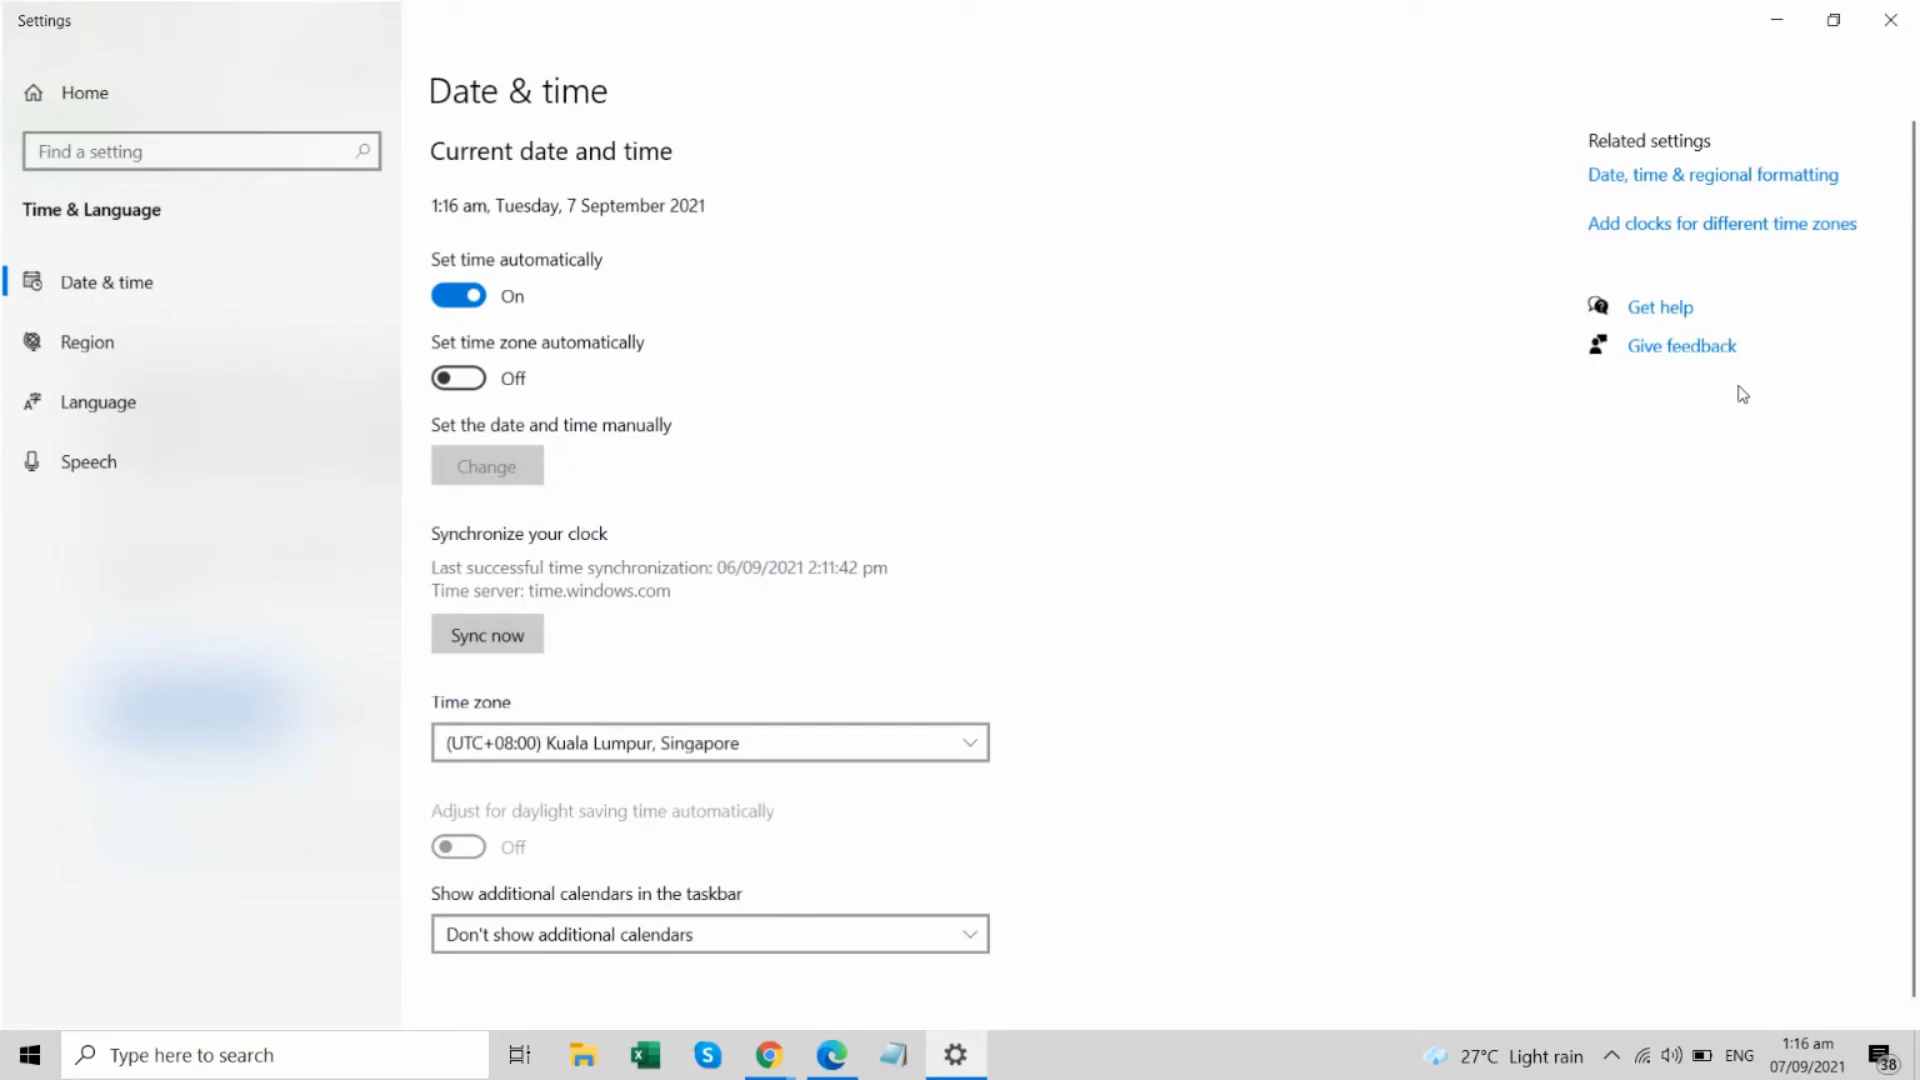 Settings
Home
Find a setting
Time & Language
Date & time
Region
Language
Speech
Date & time
Current date and time
1:16 am, Tuesday, 7 September 2021
Set time automatically
On
Set time zone automatically
Off
Set the date and time manually
Change
Synchronize your clock
Last successful time synchronization: 06/09/2021 2:11:42 pm
Time server: time.windows.com
Sync now
Time zone
(UTC+08:00) Kuala Lumpur, Singapore
Adjust for daylight saving time automatically
Off
Show additional calendars in the taskbar
Don't show additional calendars
Related settings
Date, time & regional formatting
Add clocks for different time zones
Get help
Give feedback
Type here to search
27°C Light rain
ENG
1:16 am
07/09/2021
38